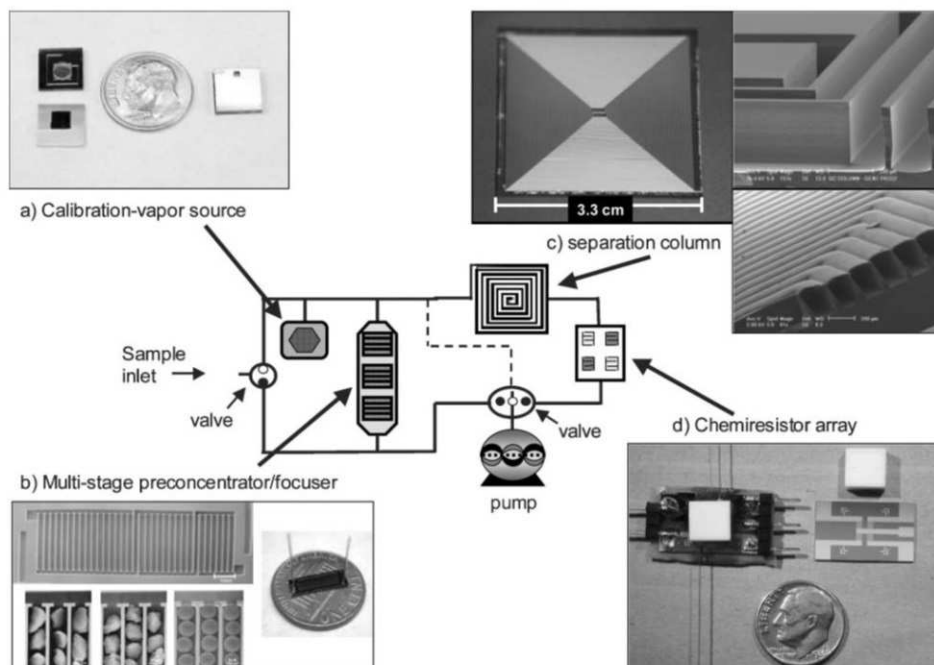 3.3 cm
a) Calibration-vapor source
c) separation column
Sample
inlet
valve
valve
d) Chemiresistor array
b) Multi-stage preconcentrator/focuser
pump
LIBERTY